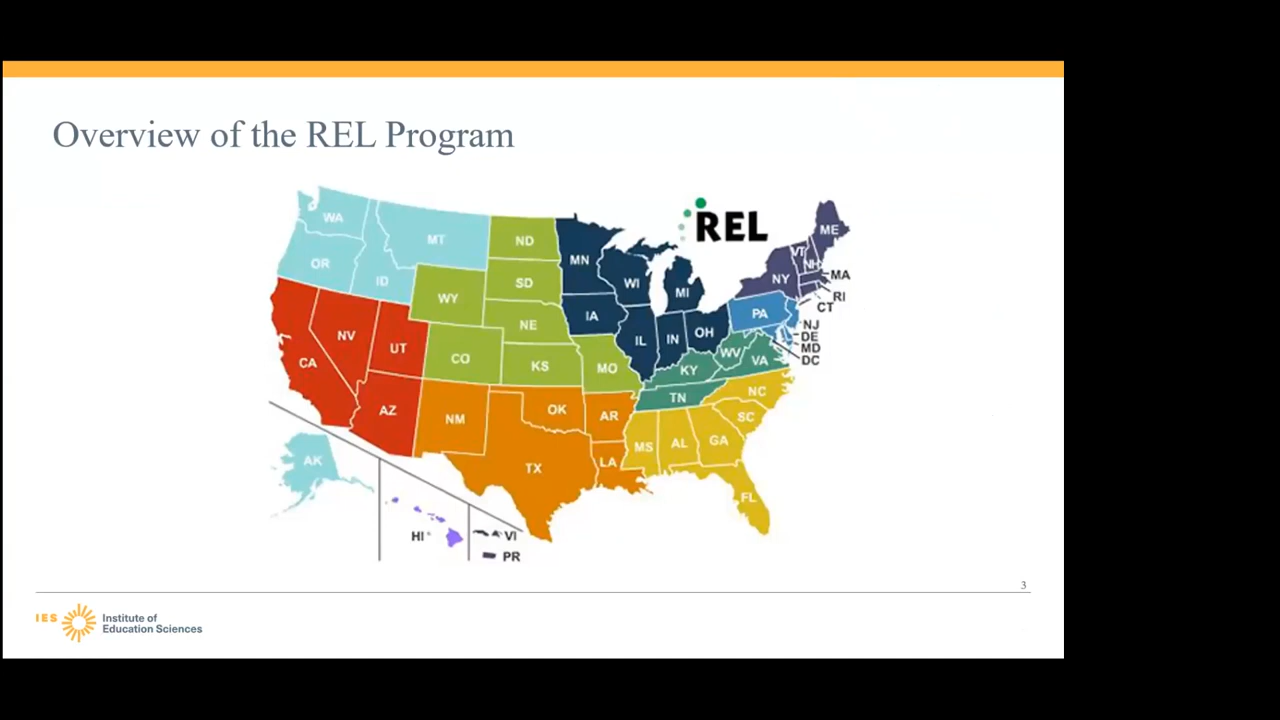 Overview of the REL Program
REL
WA
MT
ND
MN
ME
VT
NH
OR
ID
SD
WI
MI
NY
MA
RI
CT
WY
IA
PA
NJ
DE
MD
DC
NV
UT
NE
IL
IN
OH
CA
CO
KS
MO
KY
WV
VA
AZ
NM
OK
AR
TN
NC
SC
TX
LA
MS
AL
GA
FL
AK
HI
VI
PR
3
IES
Institute of
Education Sciences